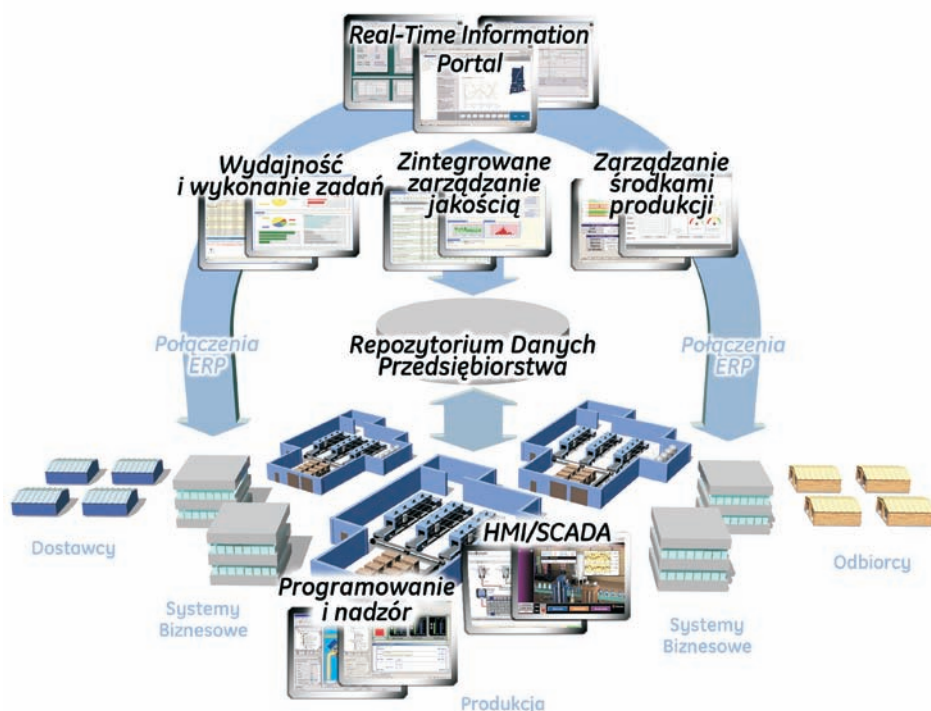 Real-Time Information
Portal
Wydajność
i wykonanie zadań
Zintegrowane
zarządzanie
jakością
Zarządzanie
środkami
produkcji
Połączenia
ERP
Repozytorium Danych
Przedsiębiorstwa
Połączenia
ERP
Dostawcy
Systemy
Biznesowe
Programowanie
i nadzór
HMI/SCADA
Produkcja
Systemy
Biznesowe
Odbiorcy